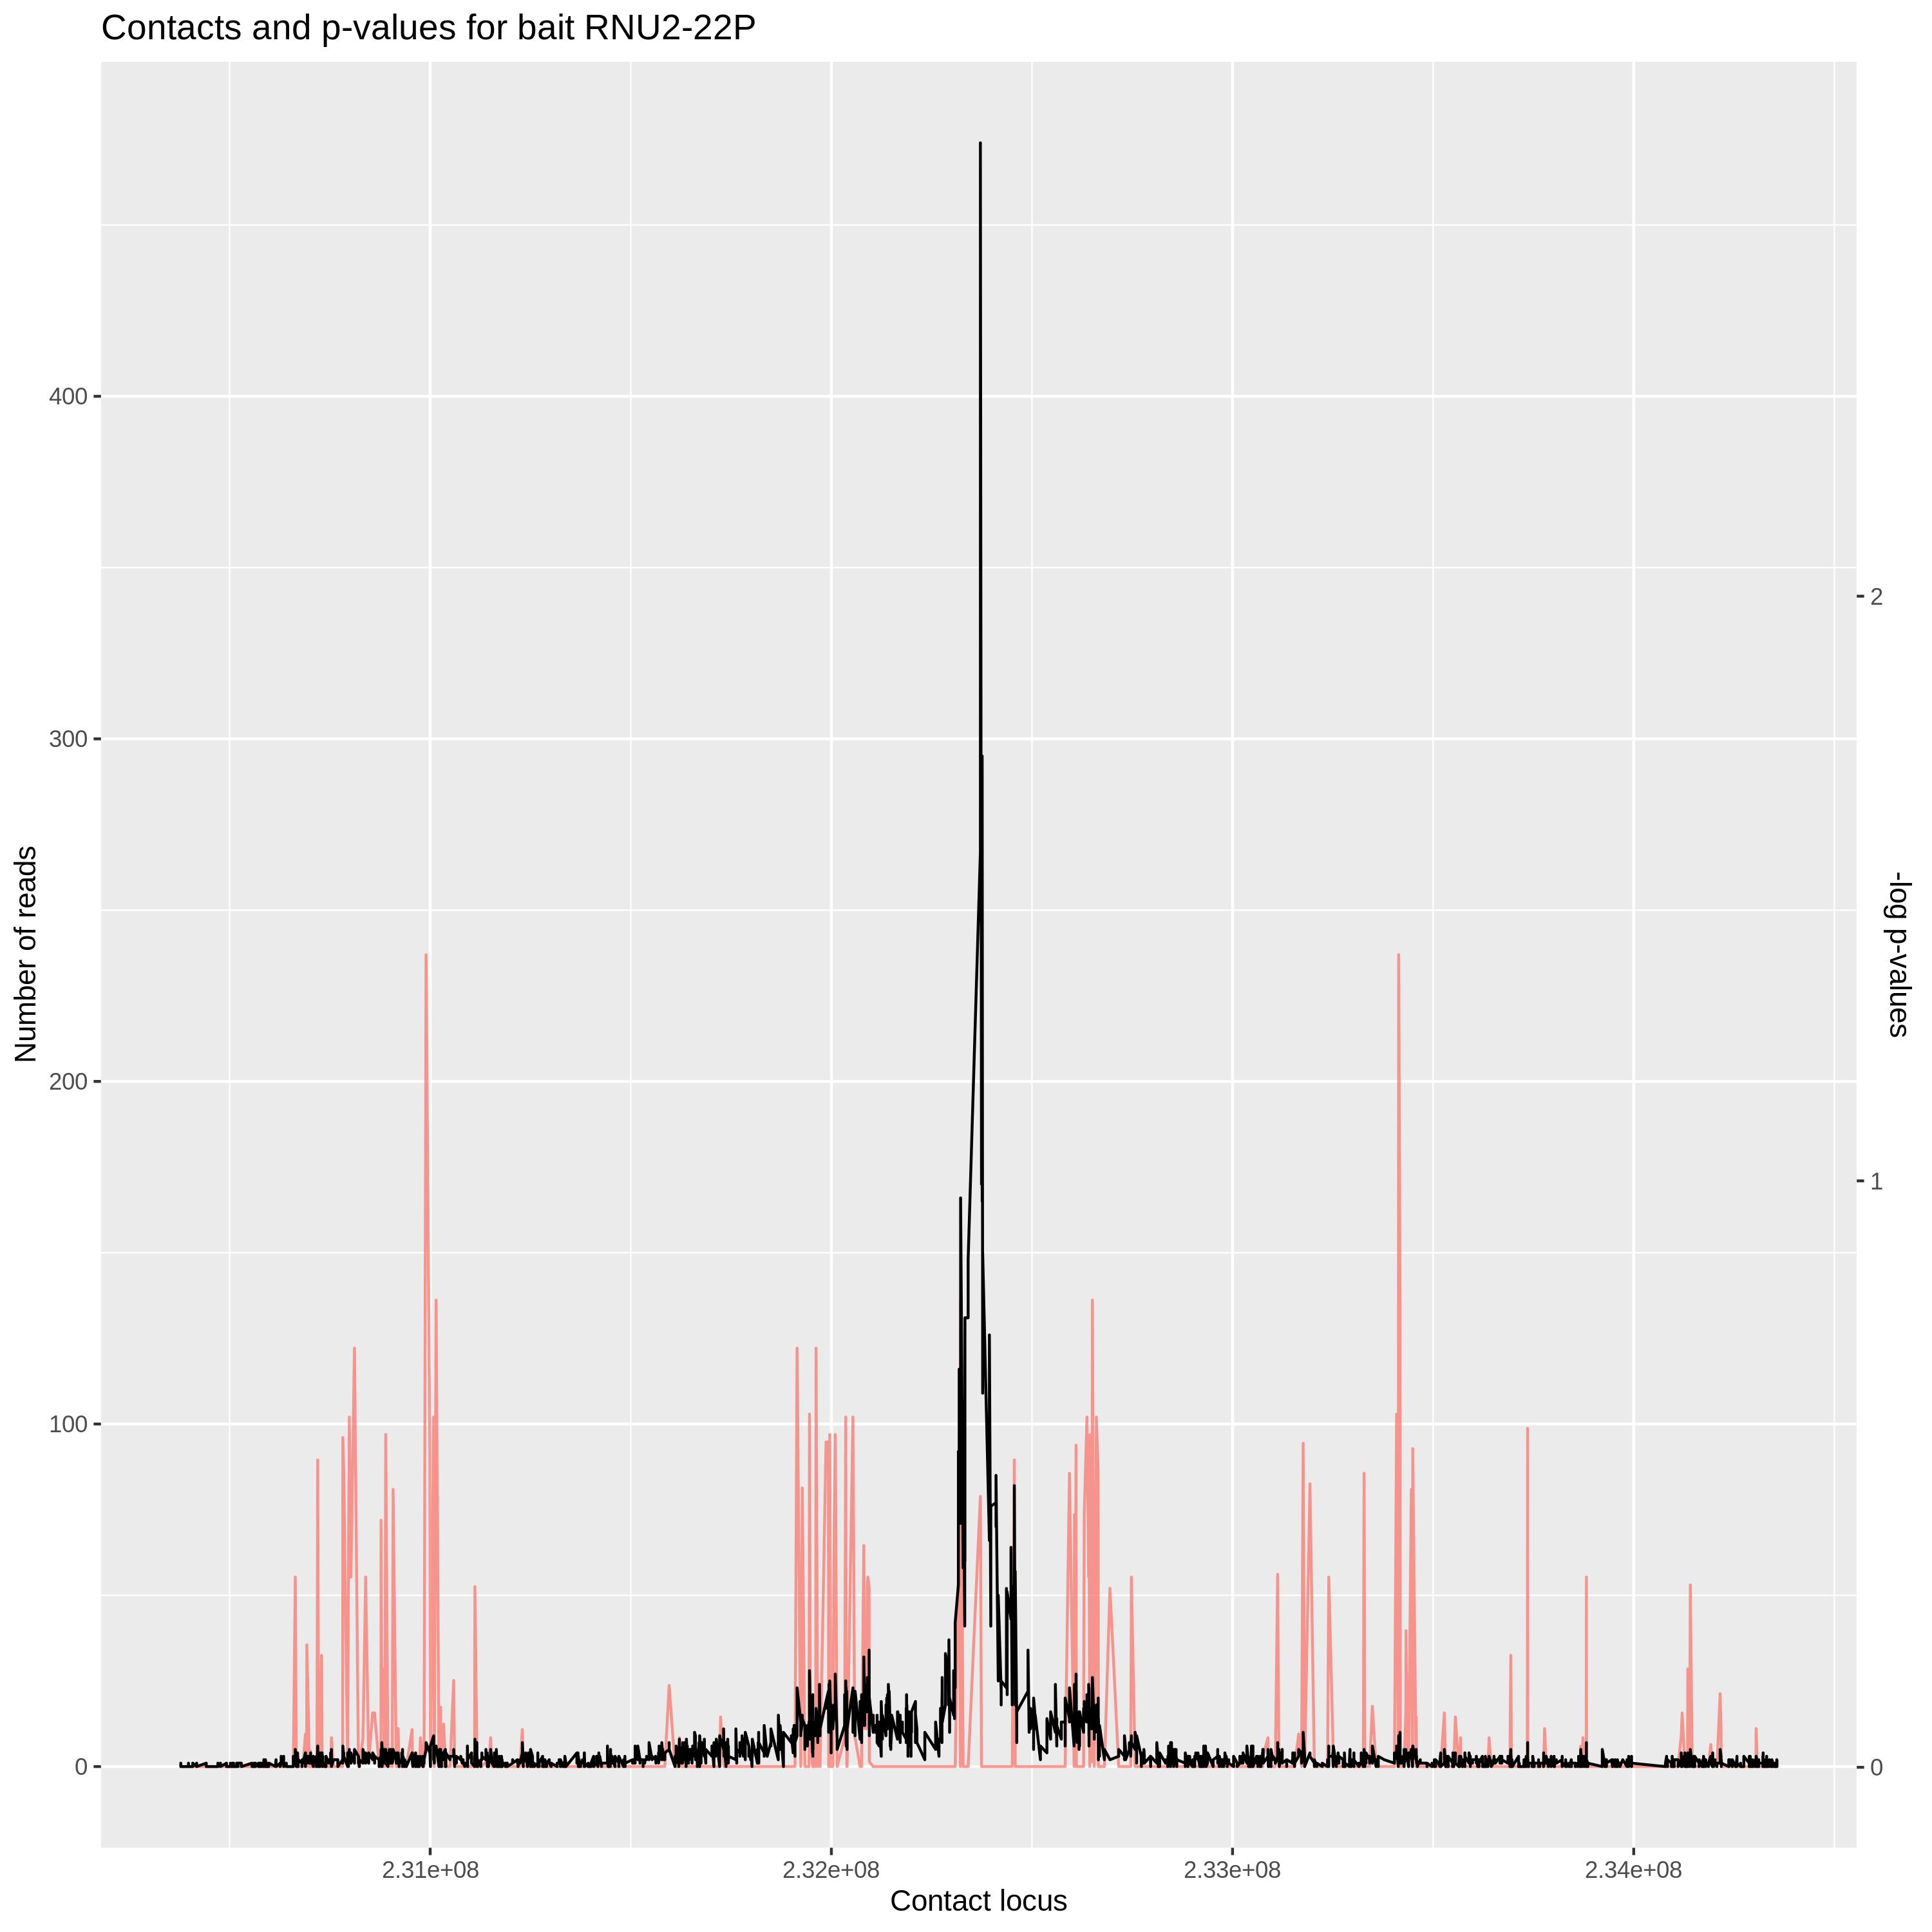 Contacts and p-values for bait RNU2-22P
400
300
200
100
0
Number of reads
2
1
0
-log p-values
2.31e+08
2.32e+08
2.33e+08
2.34e+08
Contact locus